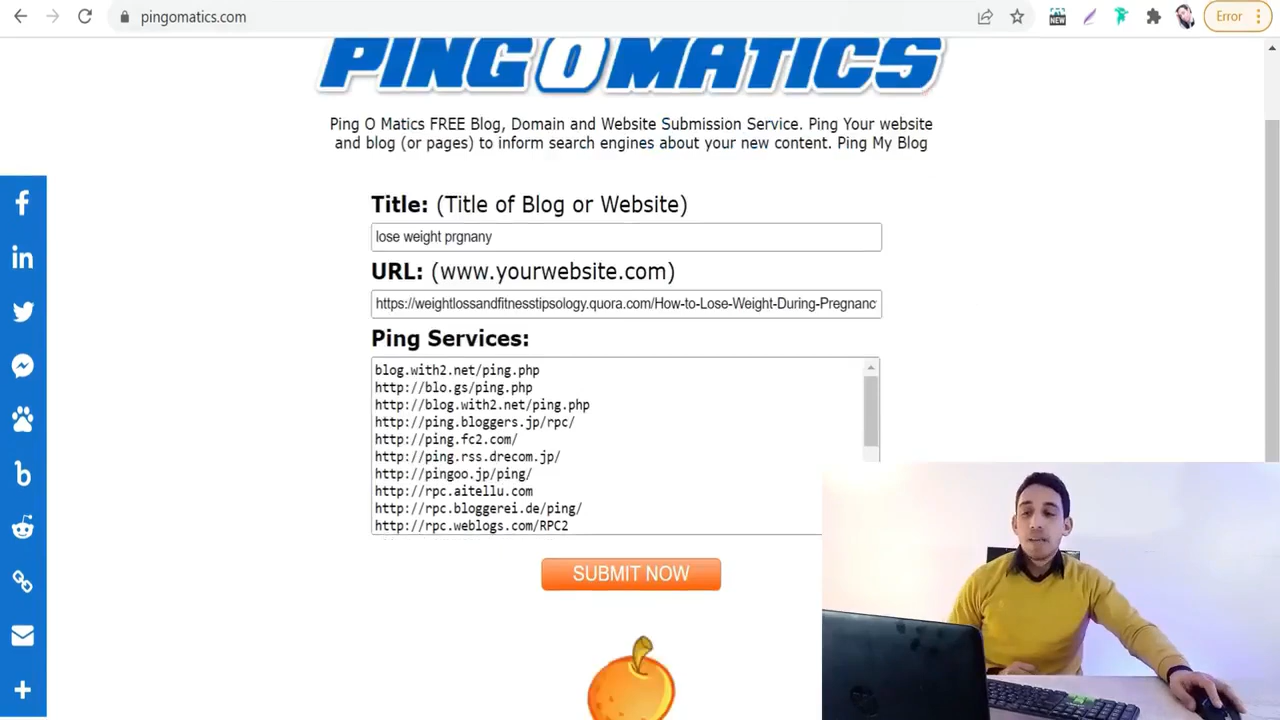 pingomatics.com
NEW
Error
PINGOMATICS
Ping O Matics FREE Blog, Domain and Website Submission Service. Ping Your website
and blog (or pages) to inform search engines about your new content. Ping My Blog
Title: (Title of Blog or Website)
lose weight prgnany
URL: (www.yourwebsite.com)
https://weightlossandfitnesstipsology.quora.com/How-to-Lose-Weight-During-Pregnanc
Ping Services:
blog.with2.net/ping.php
http://blo.gs/ping.php
http://blog.with2.net/ping.php
http://ping.bloggers.jp/rpc/
http://ping.fc2.com/
http://ping.rss.drecom.jp/
http://pingoo.jp/ping/
http://rpc.aitellu.com
http://rpc.bloggerei.de/ping/
http://rpc.weblogs.com/RPC2
SUBMIT NOW